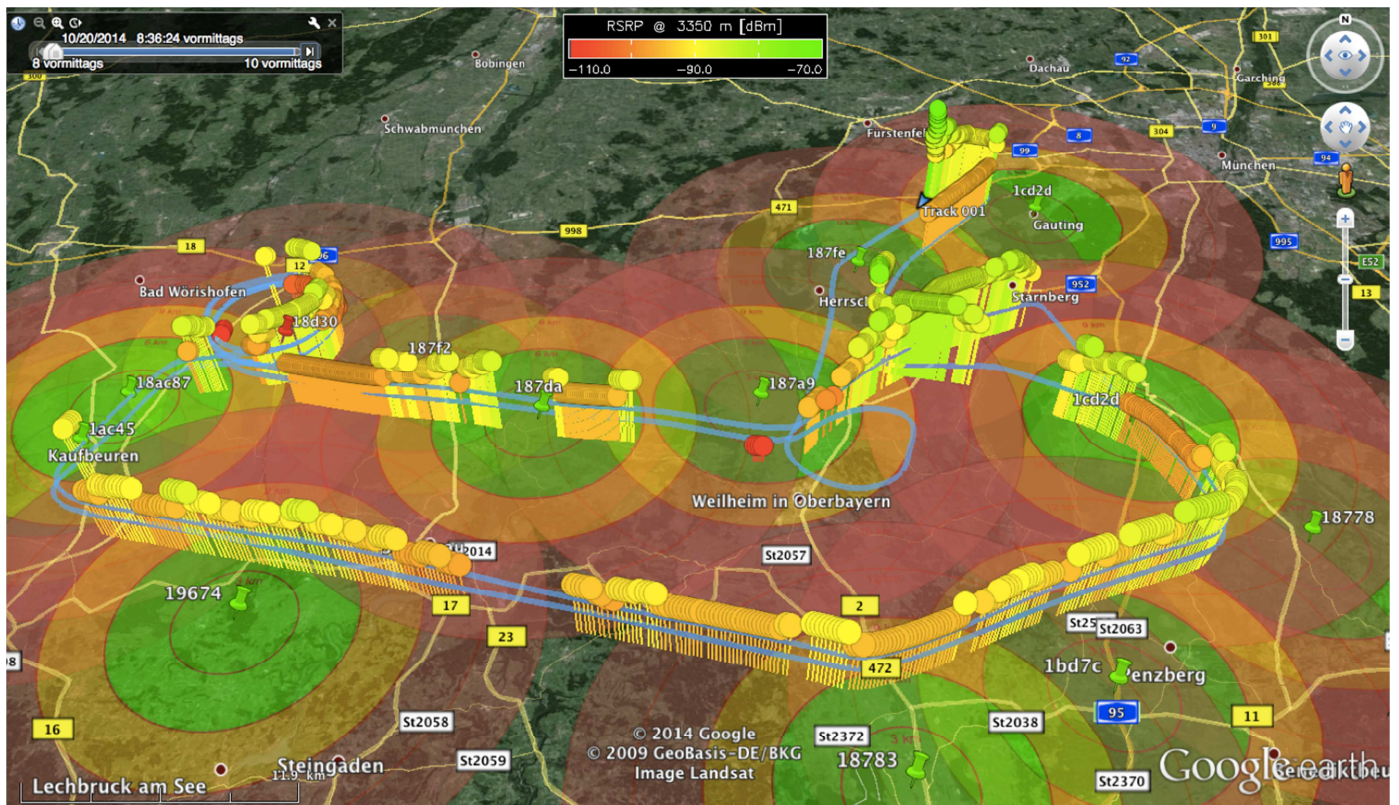 10/20/2014 8:36:24 vormittags
8 vormittags
10 vormittags
RSRP @ 3350 m [dBm]
-110.0
-90.0
-70.0
N
301
92
Bobingen
Dachau
Garching
300
Schwabmünchen
Fürstenfel
8
304
9
99
München
94
1cd2d
471
Track 001
Gauting
998
18
995
E52
96
12
187fe
952
13
Bad Wörishofen
Herrsch
Starnberg
18d30
187f2
18ac87
187da
187a9
1cd2d
1ac45
Kaufbeuren
Weilheim in Oberbayern
18778
2014
St2057
19674
17
2
23
St2063
472
1bd7c
Penzberg
16
St2058
95
11
St2038
© 2014 Google
© 2009 GeoBasis-DE/BKG
Image Landsat
St2372
St2059
Steingaden
11.9 km
18783
Google earth
St2370
Lechbruck am See